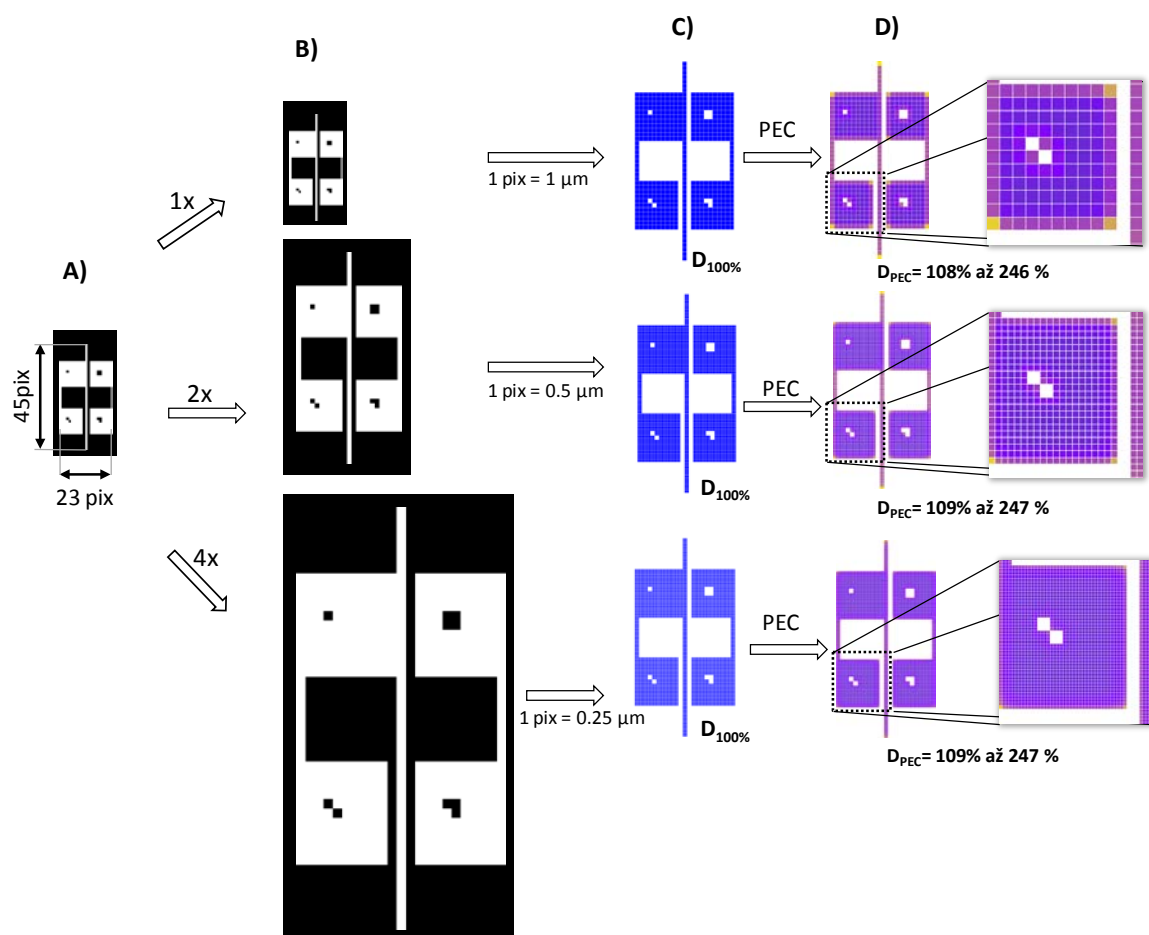 A)
45pix
23 pix
1x
2x
4x
B)
1 pix = 1 µm
1 pix = 0.5 µm
1 pix = 0.25 µm
C)
D100%
D100%
D100%
PEC
PEC
PEC
D)
DPEC= 108% až 246 %
DPEC= 109% až 247 %
DPEC= 109% až 247 %